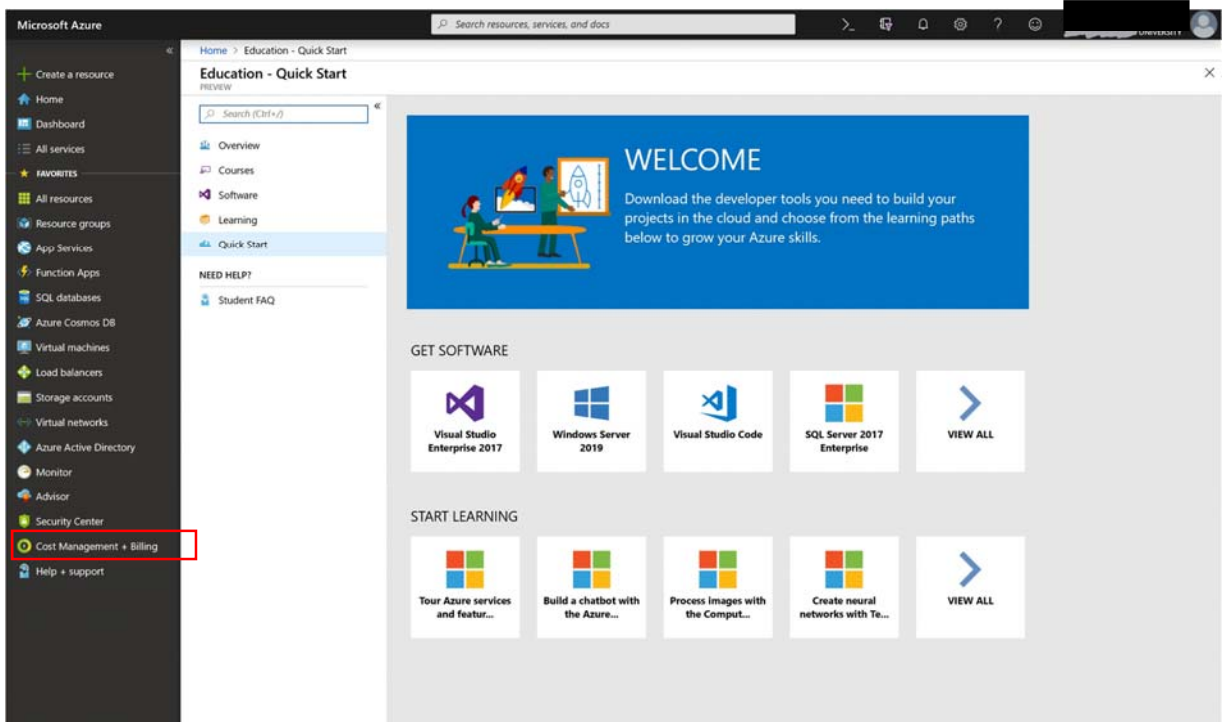 Microsoft Azure
Search resources, services, and docs
UNIVERSITY
Create a resource
Home
Dashboard
All services
FAVORITES
All resources
Resource groups
App Services
Function Apps
SQL databases
Azure Cosmos DB
Virtual machines
Load balancers
Storage accounts
Virtual networks
Azure Active Directory
Monitor
Advisor
Security Center
Cost Management + Billing
Help + support
Home > Education - Quick Start
Education - Quick Start
PREVIEW
Search (Ctrl+/)
Overview
Courses
Software
Learning
Quick Start
NEED HELP?
Student FAQ
WELCOME
Download the developer tools you need to build your
projects in the cloud and choose from the learning paths
below to grow your Azure skills.
GET SOFTWARE
Visual Studio
Enterprise 2017
Windows Server
2019
Visual Studio Code
SQL Server 2017
Enterprise
VIEW ALL
START LEARNING
Tour Azure services
and featur...
Build a chatbot with
the Azure...
Process images with
the Comput...
Create neural
networks with Te...
VIEW ALL